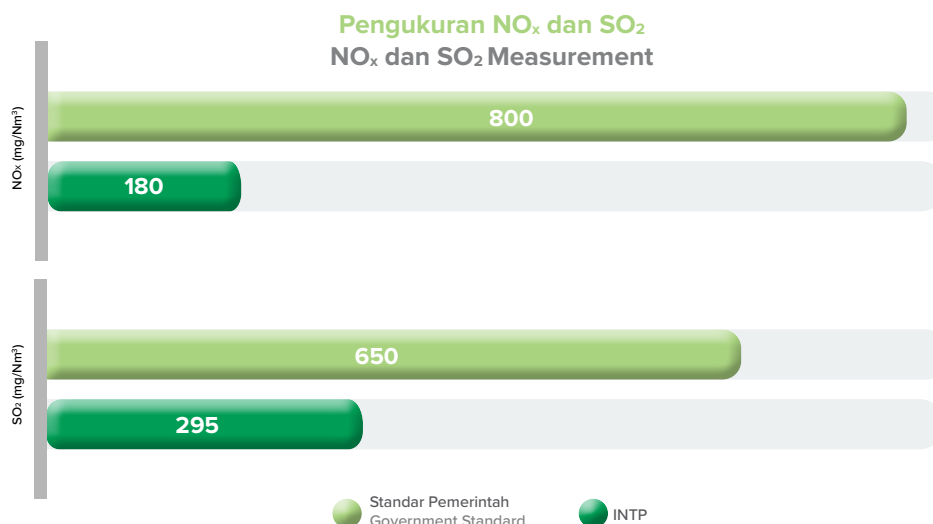 Pengukuran NOₓ dan SO₂
NOₓ dan SO₂ Measurement
NOx (mg/Nm³)
800
180
SO₂ (mg/Nm³)
650
295
Standar Pemerintah
Government Standard
INTP